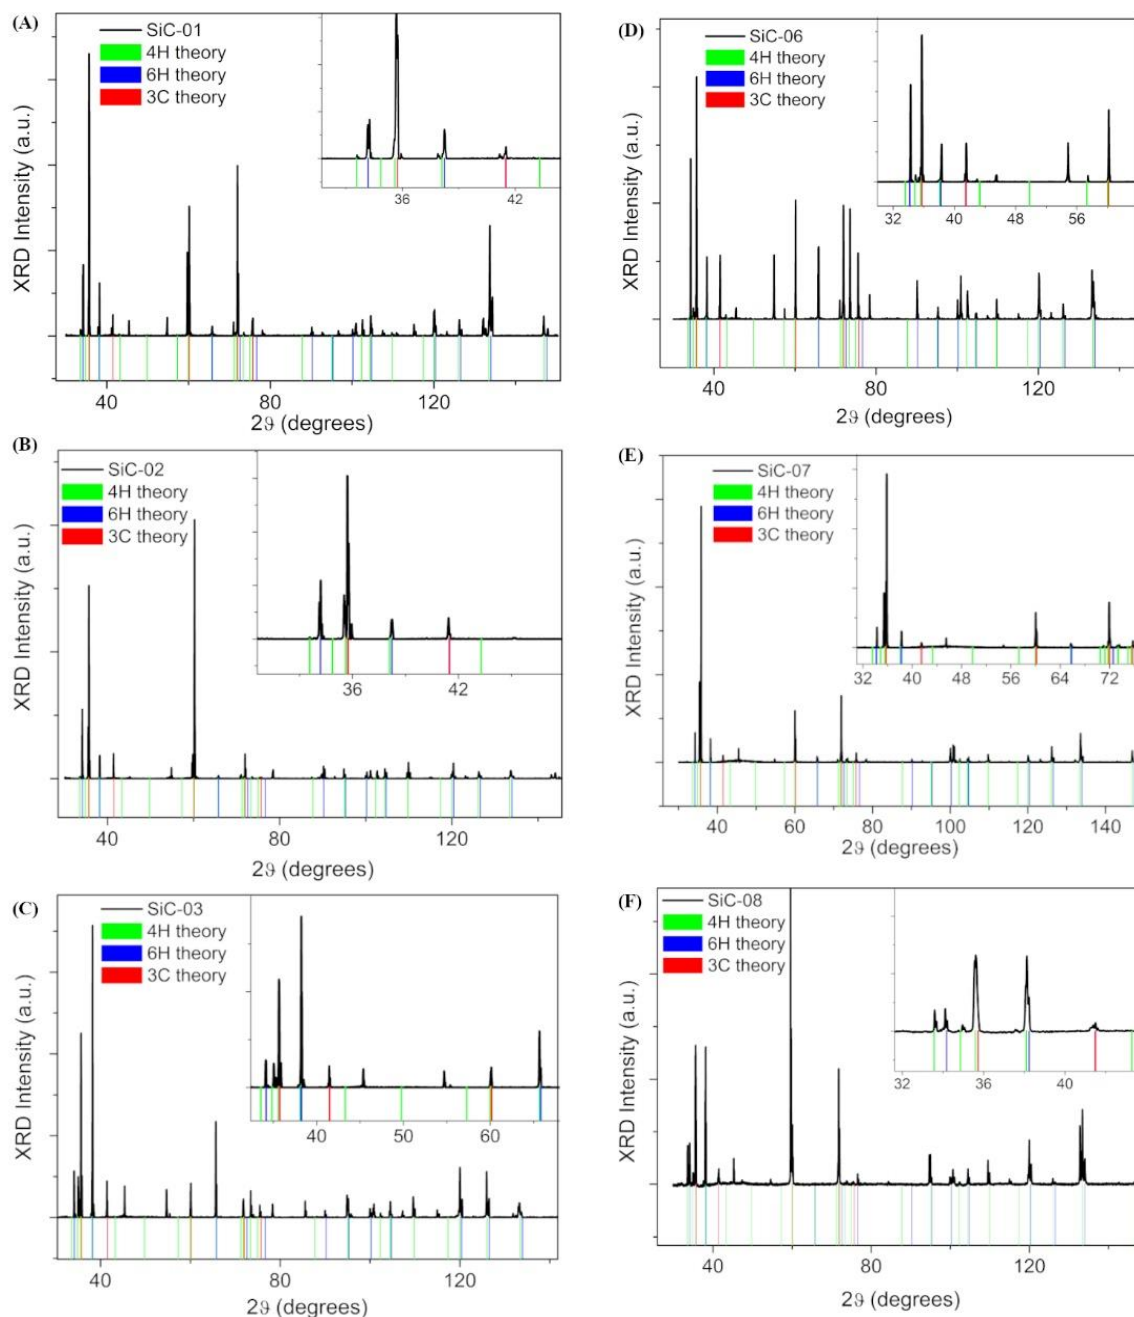 (A)
XRD Intensity (a.u.)
SiC-01
4H theory
6H theory
3C theory
36 42
40 80 120
2ϑ (degrees)
(D)
XRD Intensity (a.u.)
SiC-06
4H theory
6H theory
3C theory
32 40 48 56
40 80 120
2ϑ (degrees)
(B)
XRD Intensity (a.u.)
SiC-02
4H theory
6H theory
3C theory
36 42
40 80 120
2ϑ (degrees)
(E)
XRD Intensity (a.u.)
SiC-07
4H theory
6H theory
3C theory
32 40 48 56 64 72
40 60 80 100 120 140
2ϑ (degrees)
(C)
XRD Intensity (a.u.)
SiC-03
4H theory
6H theory
3C theory
40 50 60
40 80 120
2ϑ (degrees)
(F)
XRD Intensity (a.u.)
SiC-08
4H theory
6H theory
3C theory
32 36 40
40 80 120
2ϑ (degrees)